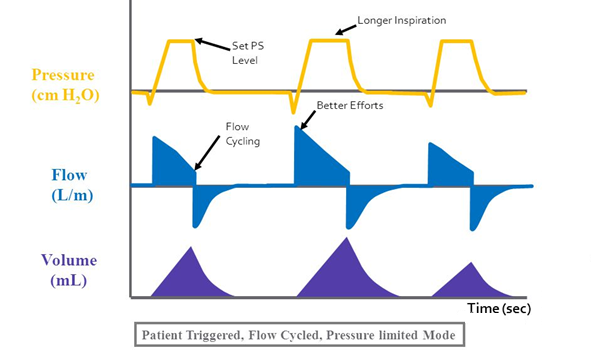 Longer Inspiration
Set PS
Level
Pressure
(cm H₂O)
Better Efforts
Flow
Cycling
Flow
(L/m)
Volume
(mL)
Time (sec)
Patient Triggered, Flow Cycled, Pressure limited Mode